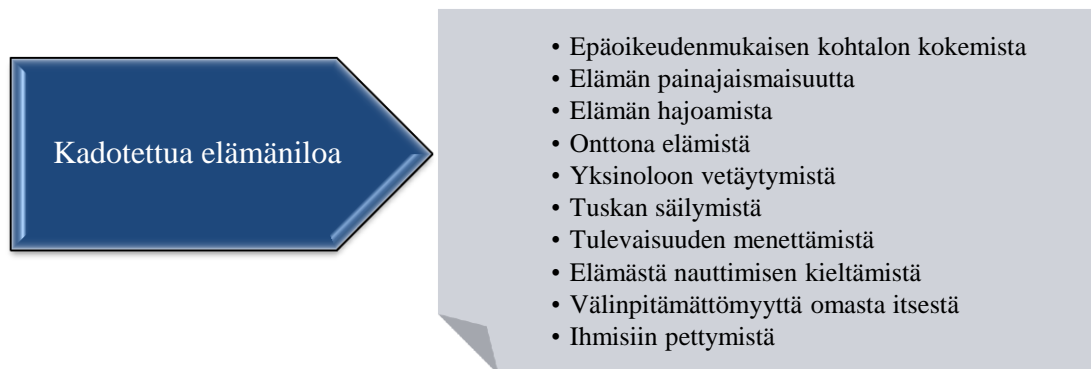 Kadotettua elämäniloa
• Epäoikeudenmukaisen kohtalon kokemista
• Elämän painajaismaisuutta
• Elämän hajoamista
• Onttona elämistä
• Yksinoloon vetäytymistä
• Tuskan säilymistä
• Tulevaisuuden menettämistä
• Elämästä nauttimisen kieltämistä
• Välinpitämättömyyttä omasta itsestä
• Ihmisiin pettymistä